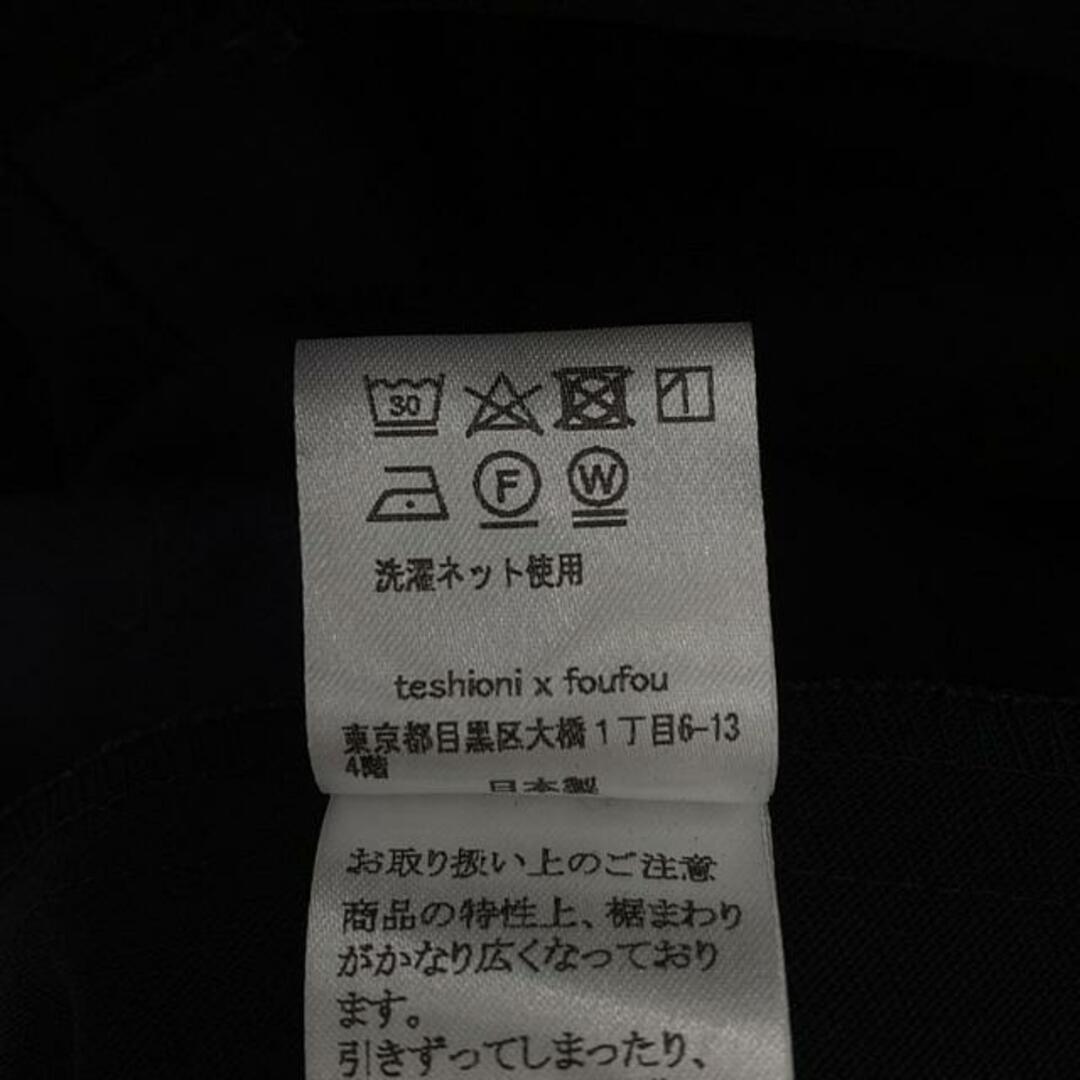 30
F W
洗濯ネット使用
teshioni x foufou
東京都目黒区大橋1丁目6-13
4階
日本製
お取り扱い上のご注意
商品の特性上、裾まわり
がかなり広くなっており
ます。
引きずってしまったり、